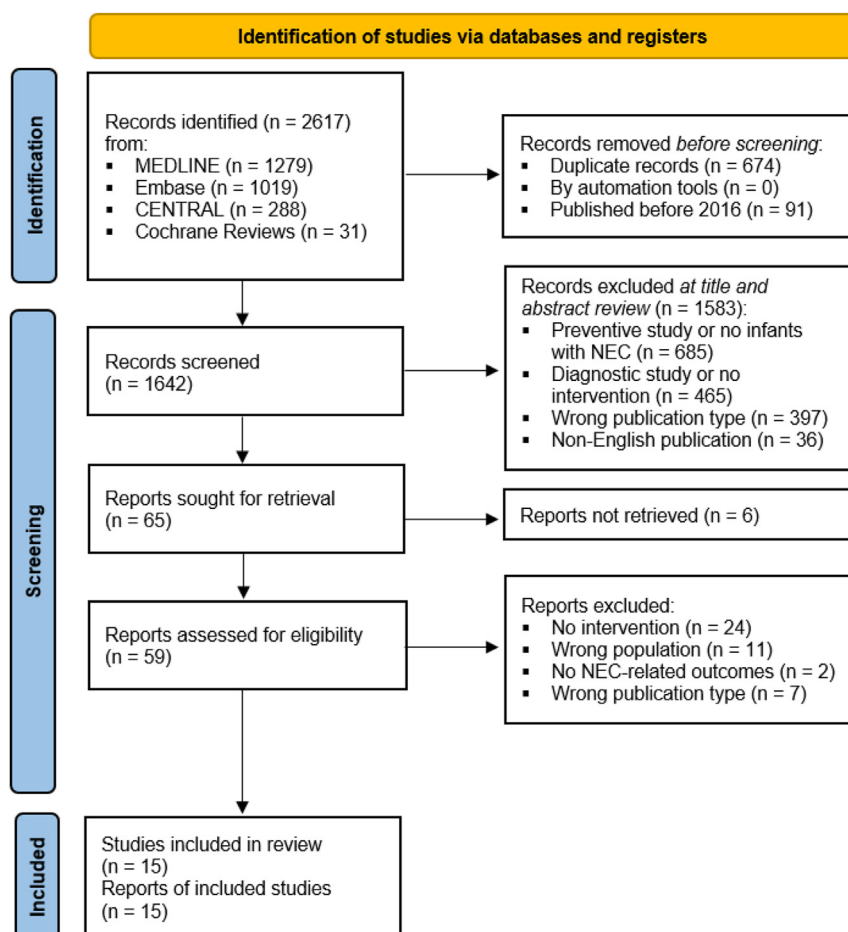 Identification of studies via databases and registers
Identification
Records identified (n = 2617)
from:
▪ MEDLINE (n = 1279)
▪ Embase (n = 1019)
▪ CENTRAL (n = 288)
▪ Cochrane Reviews (n = 31)
Records removed before screening:
▪ Duplicate records (n = 674)
▪ By automation tools (n = 0)
▪ Published before 2016 (n = 91)
Screening
Records screened
(n = 1642)
Records excluded at title and
abstract review (n = 1583):
▪ Preventive study or no infants
with NEC (n = 685)
▪ Diagnostic study or no
intervention (n = 465)
▪ Wrong publication type (n = 397)
▪ Non-English publication (n = 36)
Reports sought for retrieval
(n = 65)
Reports not retrieved (n = 6)
Reports assessed for eligibility
(n = 59)
Reports excluded:
▪ No intervention (n = 24)
▪ Wrong population (n = 11)
▪ No NEC-related outcomes (n = 2)
▪ Wrong publication type (n = 7)
Included
Studies included in review
(n = 15)
Reports of included studies
(n = 15)